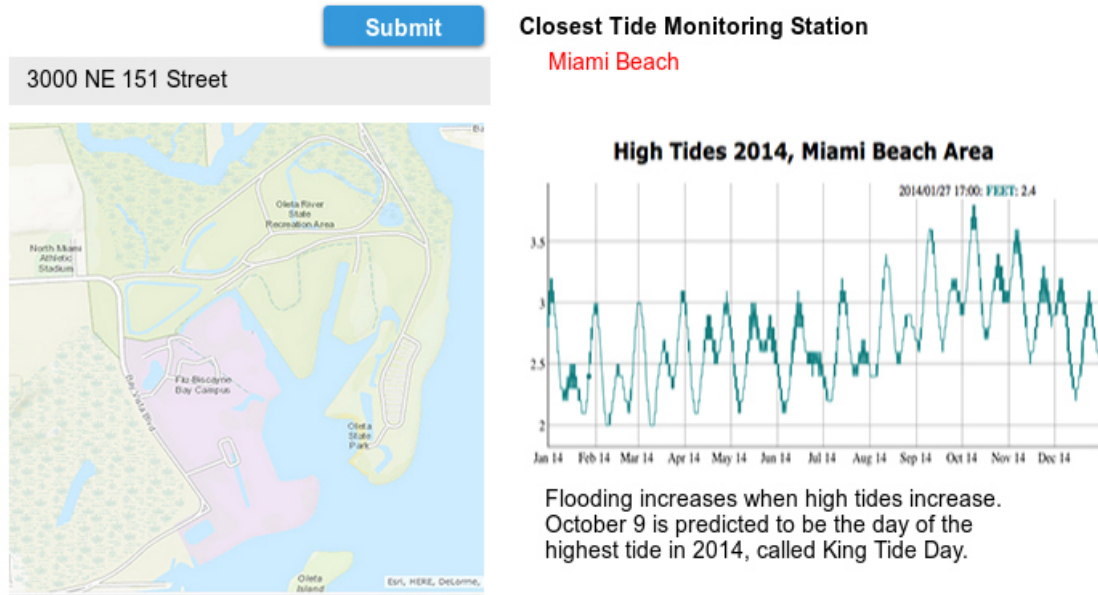 Submit
3000 NE 151 Street
Oleta River
State
Recreation Area
North Miami
Athletic
Stadium
Bay Vista Blvd
Fiu-Biscayne
Bay Campus
Oleta
State
Park
Oleta
Island
Esri, HERE, DeLorme,
Ba
Closest Tide Monitoring Station
Miami Beach
High Tides 2014, Miami Beach Area
2014/01/27 17:00: FEET: 2.4
3.5
3
2.5
2
Jan 14 Feb 14 Mar 14 Apr 14 May 14 Jun 14 Jul 14 Aug 14 Sep 14 Oct 14 Nov 14 Dec 14
Flooding increases when high tides increase.
October 9 is predicted to be the day of the
highest tide in 2014, called King Tide Day.